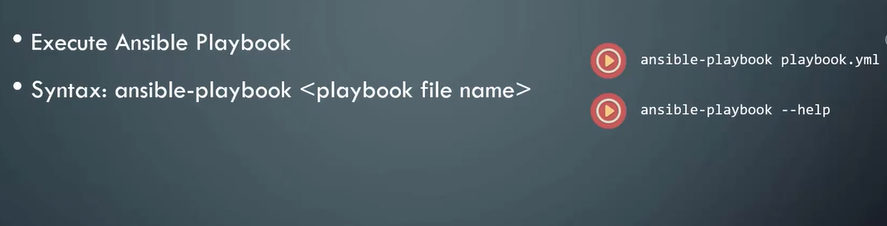 • Execute Ansible Playbook
• Syntax: ansible-playbook <playbook file name>
ansible-playbook playbook.yml
ansible-playbook --help